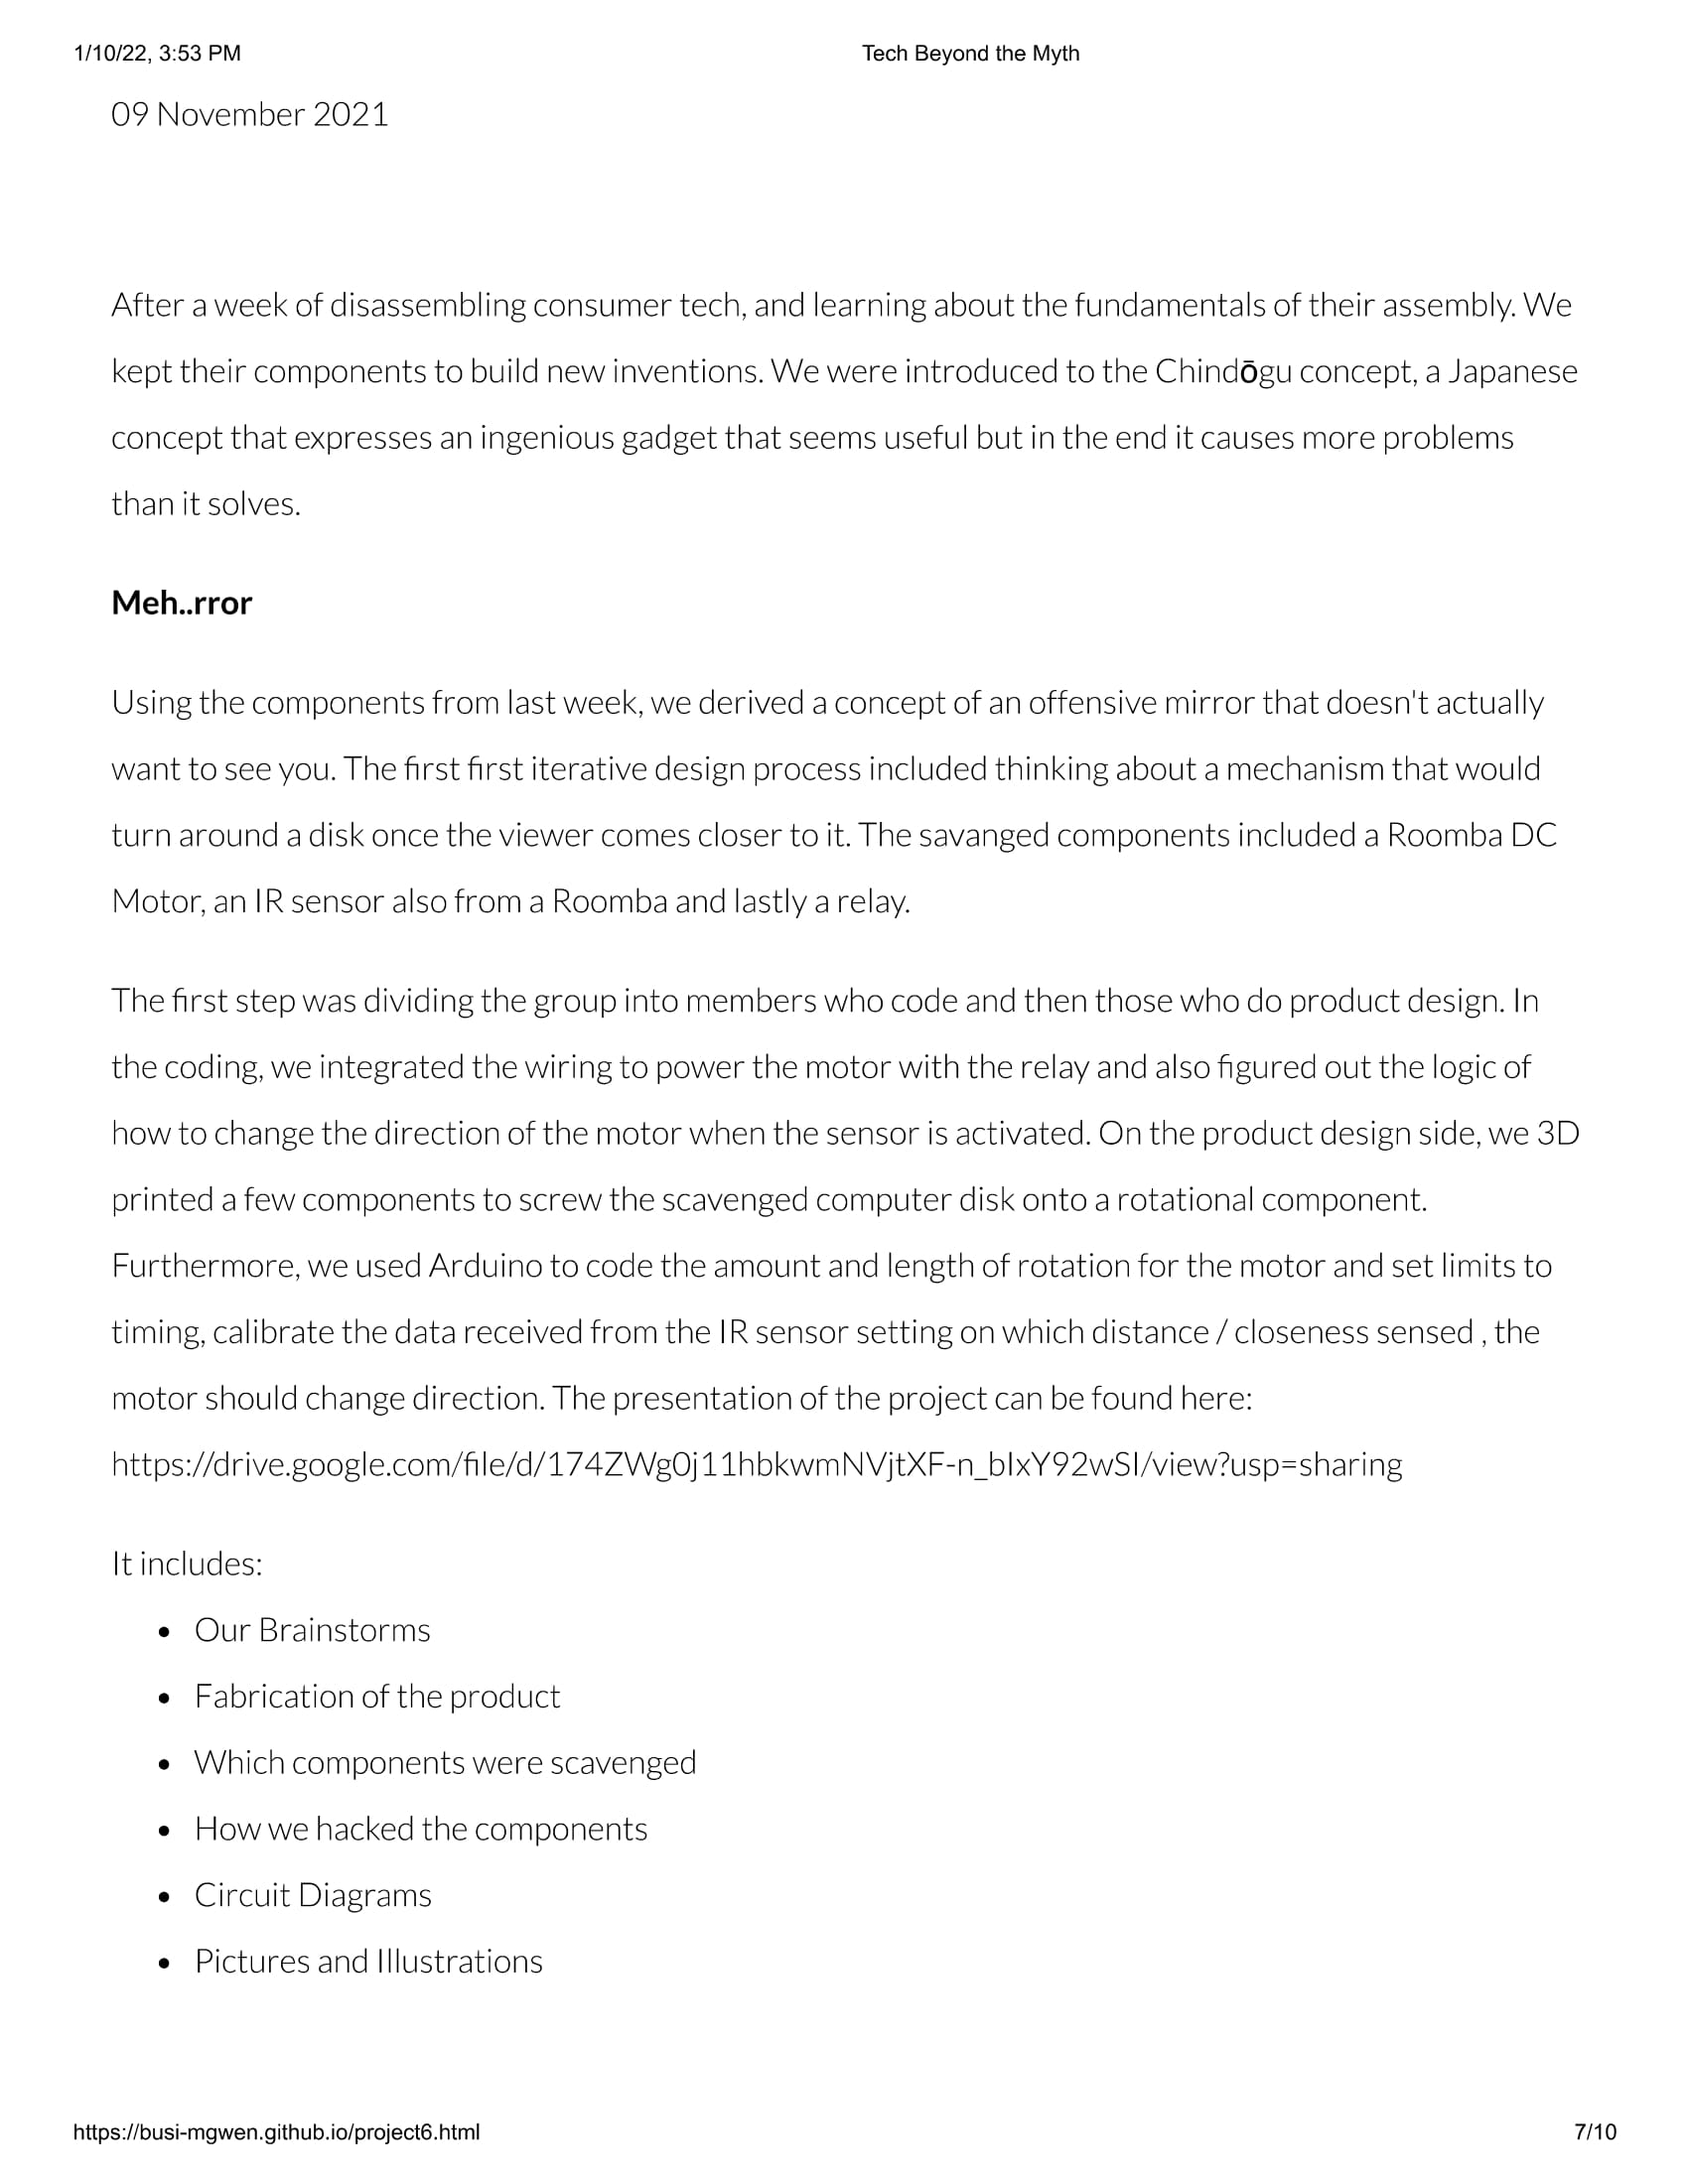 1/10/22, 3:53 PM
Tech Beyond the Myth
09 November 2021
After a week of disassembling consumer tech, and learning about the fundamentals of their assembly. We
kept their components to build new inventions. We were introduced to the Chindōgu concept, a Japanese
concept that expresses an ingenious gadget that seems useful but in the end it causes more problems
than it solves.
Meh..rror
Using the components from last week, we derived a concept of an offensive mirror that doesn't actually
want to see you. The first first iterative design process included thinking about a mechanism that would
turn around a disk once the viewer comes closer to it. The savanged components included a Roomba DC
Motor, an IR sensor also from a Roomba and lastly a relay.
The first step was dividing the group into members who code and then those who do product design. In
the coding, we integrated the wiring to power the motor with the relay and also figured out the logic of
how to change the direction of the motor when the sensor is activated. On the product design side, we 3D
printed a few components to screw the scavenged computer disk onto a rotational component.
Furthermore, we used Arduino to code the amount and length of rotation for the motor and set limits to
timing, calibrate the data received from the IR sensor setting on which distance / closeness sensed , the
motor should change direction. The presentation of the project can be found here:
https://drive.google.com/file/d/174ZWg0j11hbkwmNVjtXF-n_bIxY92wSI/view?usp=sharing
It includes:
• Our Brainstorms
• Fabrication of the product
• Which components were scavenged
• How we hacked the components
• Circuit Diagrams
• Pictures and Illustrations
https://busi-mgwen.github.io/project6.html
7/10